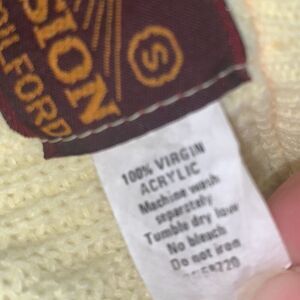 SION
ILFORD
S
100% VIRGIN
ACRYLIC
Machine wash
separately
Tumble dry low
No bleach
Do not iron